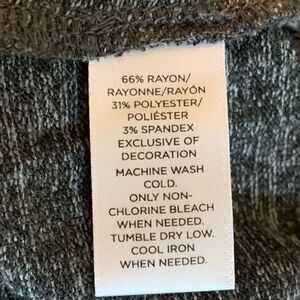 66% RAYON/
RAYONNE/RAYÓN
31% POLYESTER/
POLIÉSTER
3% SPANDEX
EXCLUSIVE OF
DECORATION
MACHINE WASH
COLD.
ONLY NON-
CHLORINE BLEACH
WHEN NEEDED.
TUMBLE DRY LOW.
COOL IRON
WHEN NEEDED.